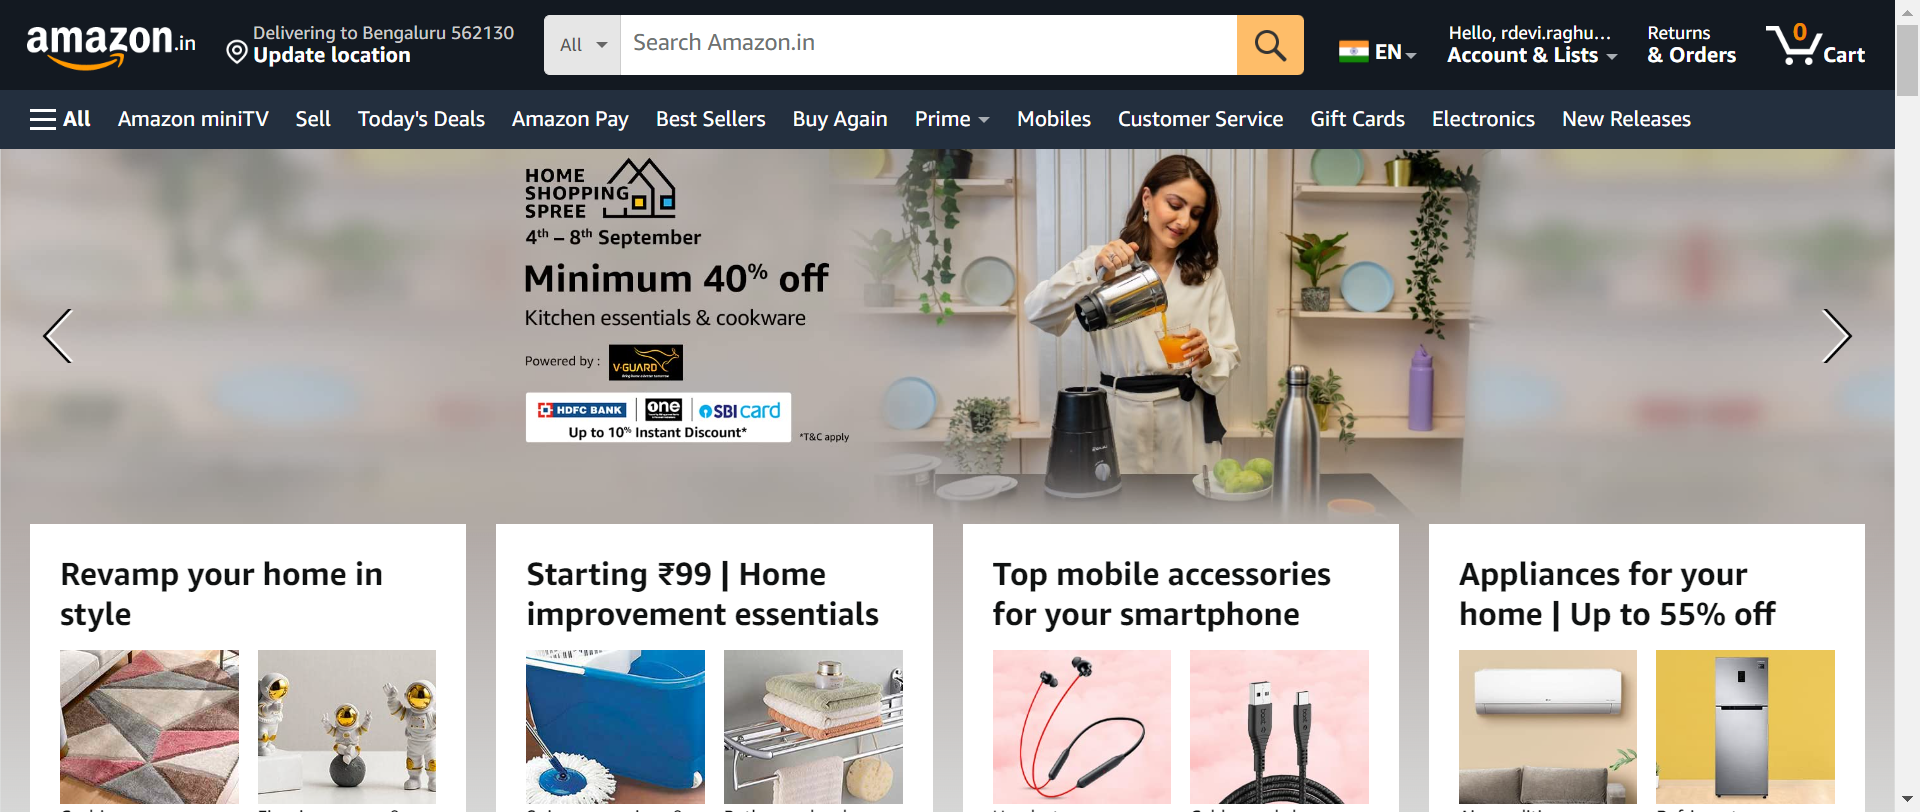 amazon.in
Delivering to Bengaluru 562130
Update location
All
Search Amazon.in
EN
Hello, rdevi.raghu...
Account & Lists
Returns
& Orders
0
Cart
All Amazon miniTV Sell Today's Deals Amazon Pay Best Sellers Buy Again Prime Mobiles Customer Service Gift Cards Electronics New Releases
HOME
SHOPPING
SPREE
4th – 8th September
Minimum 40% off
Kitchen essentials & cookware
Powered by :
V-GUARD
HDFC BANK one SBI card
Up to 10% Instant Discount*
*T&C apply
Revamp your home in
style
Starting ₹99 | Home
improvement essentials
Top mobile accessories
for your smartphone
Appliances for your
home | Up to 55% off